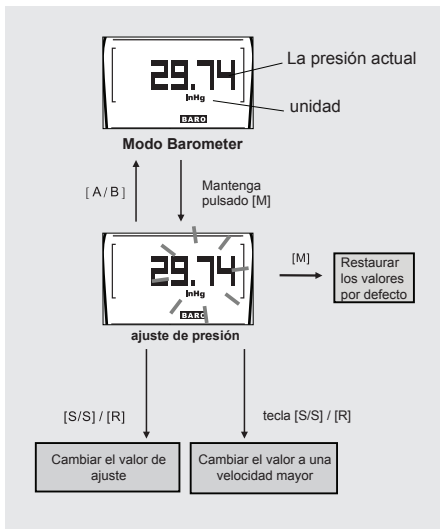 29.74
La presión actual
inHg
unidad
BARO
Modo Barometer
[ A / B ]
Mantenga
pulsado [M]
29.74
inHg
BARO
[M]
Restaurar
los valores
por defecto
ajuste de presión
[S/S] / [R]
tecla [S/S] / [R]
Cambiar el valor de
ajuste
Cambiar el valor a una
velocidad mayor